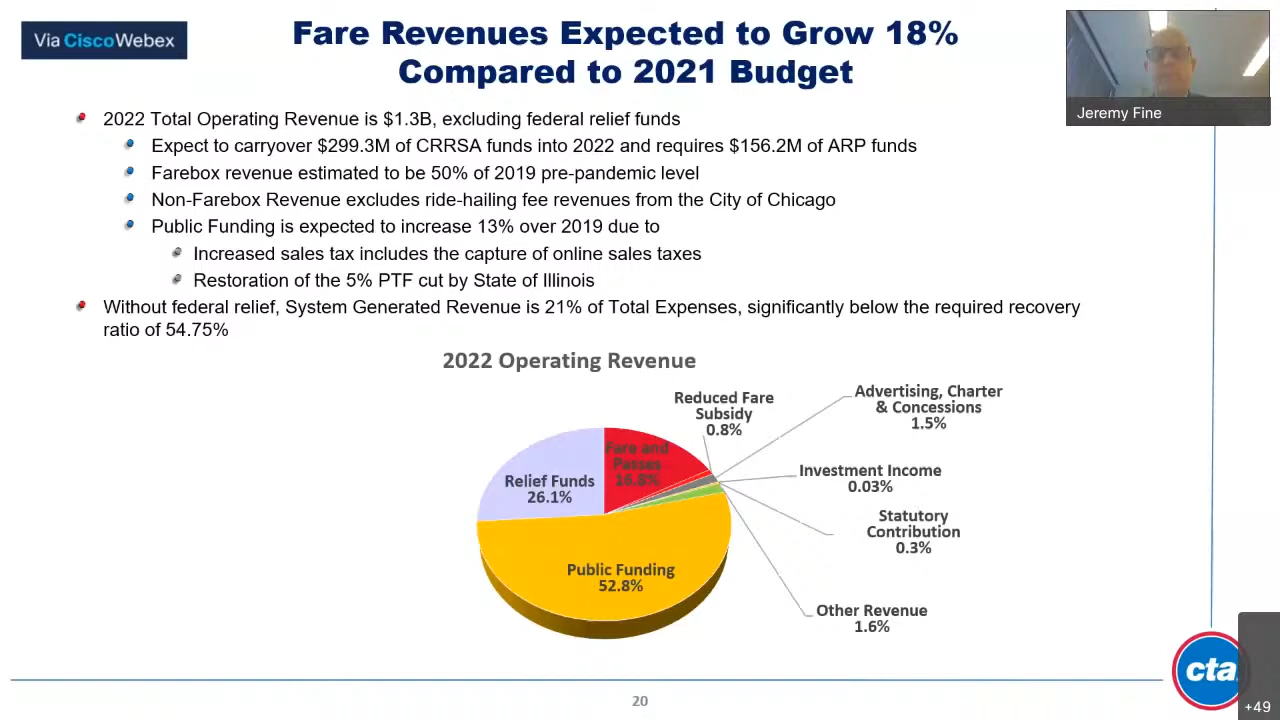 Via Cisco Webex
Fare Revenues Expected to Grow 18%
Compared to 2021 Budget
Jeremy Fine
2022 Total Operating Revenue is $1.3B, excluding federal relief funds
Expect to carryover $299.3M of CRRSA funds into 2022 and requires $156.2M of ARP funds
Farebox revenue estimated to be 50% of 2019 pre-pandemic level
Non-Farebox Revenue excludes ride-hailing fee revenues from the City of Chicago
Public Funding is expected to increase 13% over 2019 due to
Increased sales tax includes the capture of online sales taxes
Restoration of the 5% PTF cut by State of Illinois
Without federal relief, System Generated Revenue is 21% of Total Expenses, significantly below the required recovery
ratio of 54.75%
2022 Operating Revenue
Reduced Fare
Subsidy
0.8%
Advertising, Charter
& Concessions
1.5%
Fare and
Passes
16.8%
Relief Funds
26.1%
Investment Income
0.03%
Statutory
Contribution
0.3%
Public Funding
52.8%
Other Revenue
1.6%
cta
20
+49